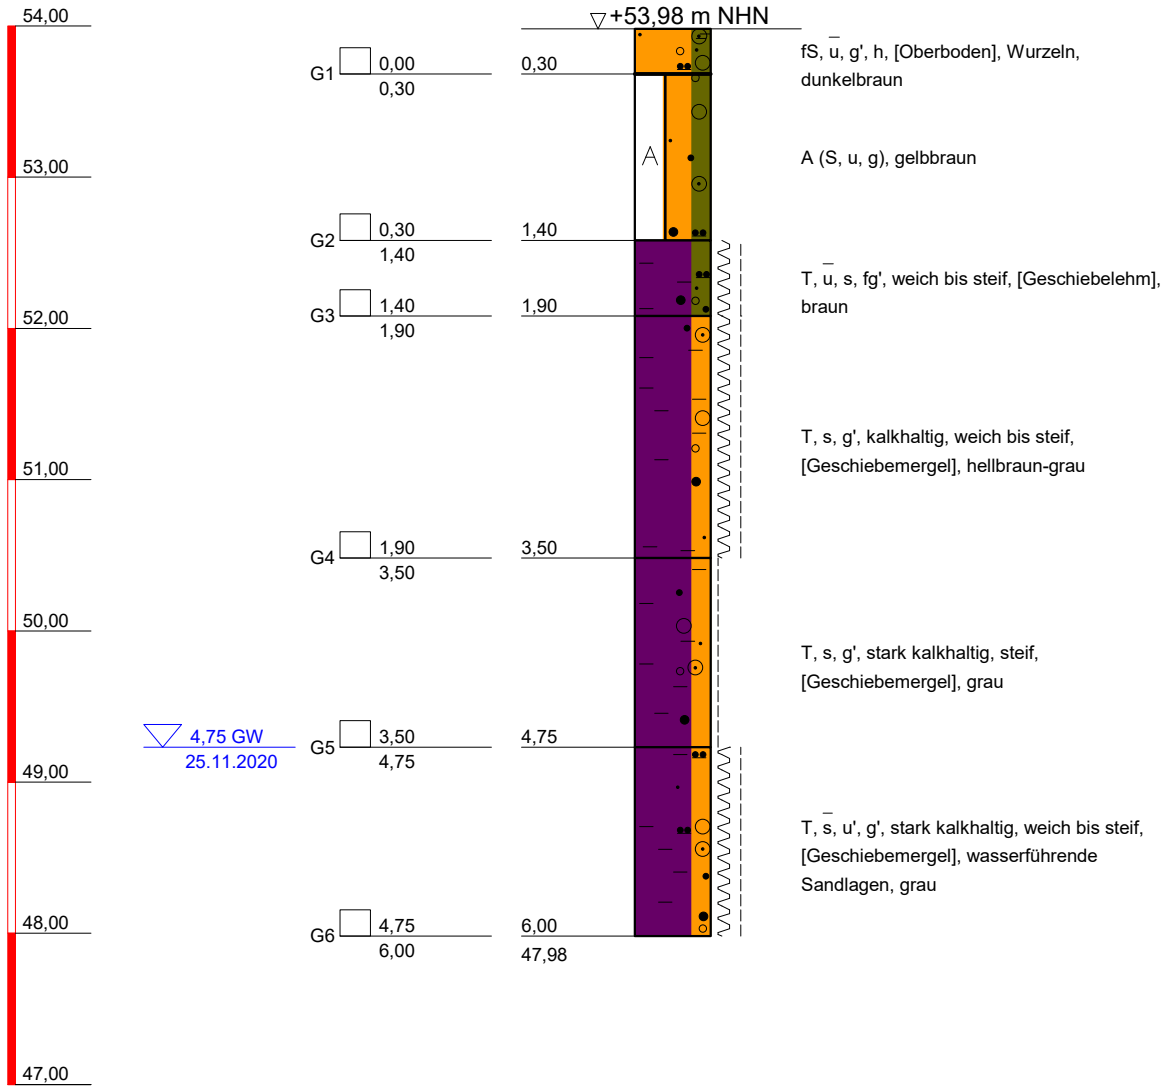 54,00
+53,98 m NHN
G1 0,00
0,30
0,30
fS, u̅, g', h, [Oberboden], Wurzeln,
dunkelbraun
53,00
A
A (S, u, g), gelbbraun
G2 0,30
1,40
1,40
T, u̅, s, fg', weich bis steif, [Geschiebelehm],
braun
G3 1,40
1,90
1,90
52,00
T, s, g', kalkhaltig, weich bis steif,
[Geschiebemergel], hellbraun-grau
51,00
G4 1,90
3,50
3,50
50,00
T, s, g', stark kalkhaltig, steif,
[Geschiebemergel], grau
4,75 GW
25.11.2020
G5 3,50
4,75
4,75
49,00
T, s̅, u', g', stark kalkhaltig, weich bis steif,
[Geschiebemergel], wasserführende
Sandlagen, grau
48,00
G6 4,75
6,00
6,00
47,98
47,00